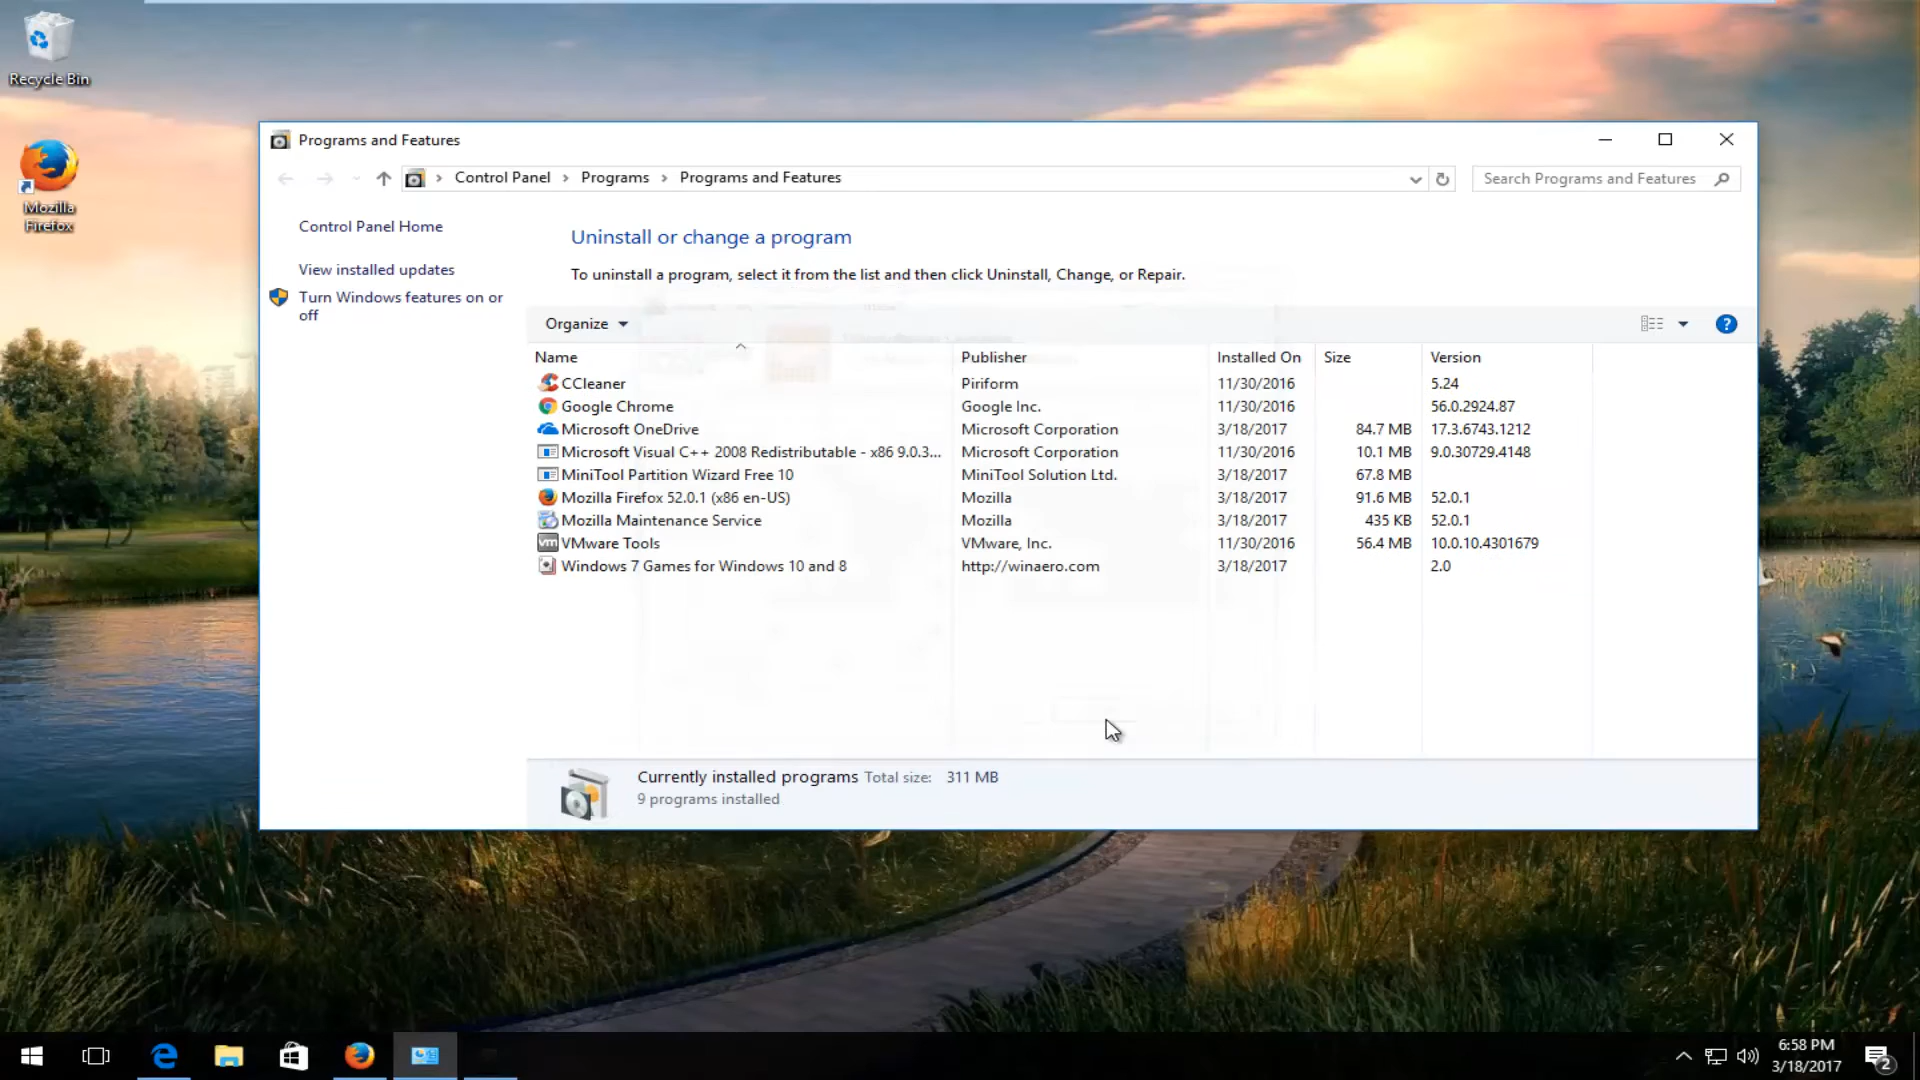 Recycle Bin
Mozilla
Firefox
Programs and Features
Control Panel
Programs
Programs and Features
Search Programs and Features
Control Panel Home
View installed updates
Turn Windows features on or
off
Uninstall or change a program
To uninstall a program, select it from the list and then click Uninstall, Change, or Repair.
Organize
Name Publisher Installed On Size Version
CCleaner Piriform 11/30/2016 5.24
Google Chrome Google Inc. 11/30/2016 56.0.2924.87
Microsoft OneDrive Microsoft Corporation 3/18/2017 84.7 MB 17.3.6743.1212
Microsoft Visual C++ 2008 Redistributable - x86 9.0.3... Microsoft Corporation 11/30/2016 10.1 MB 9.0.30729.4148
MiniTool Partition Wizard Free 10 MiniTool Solution Ltd. 3/18/2017 67.8 MB
Mozilla Firefox 52.0.1 (x86 en-US) Mozilla 3/18/2017 91.6 MB 52.0.1
Mozilla Maintenance Service Mozilla 3/18/2017 435 KB 52.0.1
vm VMware Tools VMware, Inc. 11/30/2016 56.4 MB 10.0.10.4301679
Windows 7 Games for Windows 10 and 8 http://winaero.com 3/18/2017 2.0
Currently installed programs Total size: 311 MB
9 programs installed
6:58 PM
3/18/2017
2